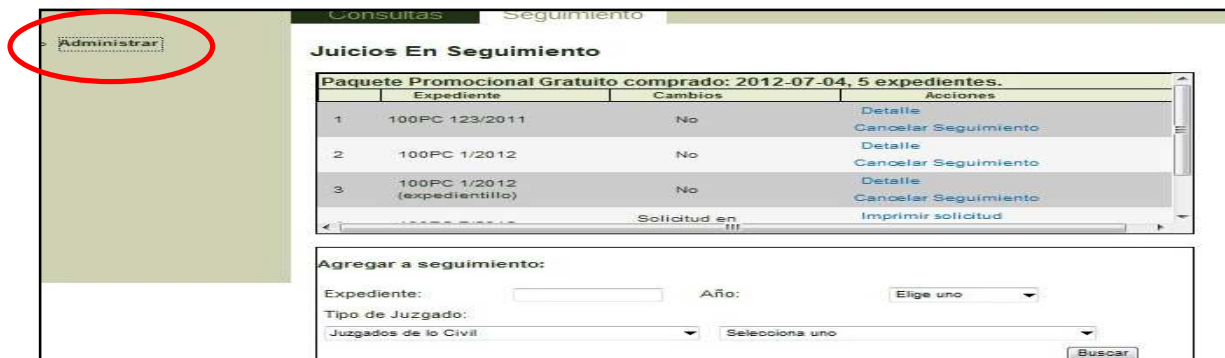 Consultas Seguimiento
Administrar
Juicios En Seguimiento
Paquete Promocional Gratuito comprado: 2012-07-04, 5 expedientes.
Expediente Cambios Acciones
1 100PC 123/2011 No Detalle
Cancelar Seguimiento
2 100PC 1/2012 No Detalle
Cancelar Seguimiento
3 100PC 1/2012 (expedientillo) No Detalle
Cancelar Seguimiento
Solicitud en Imprimir solicitud
Agregar a seguimiento:
Expediente: Año: Elige uno
Tipo de Juzgado:
Juzgados de lo Civil Selecciona uno
Buscar